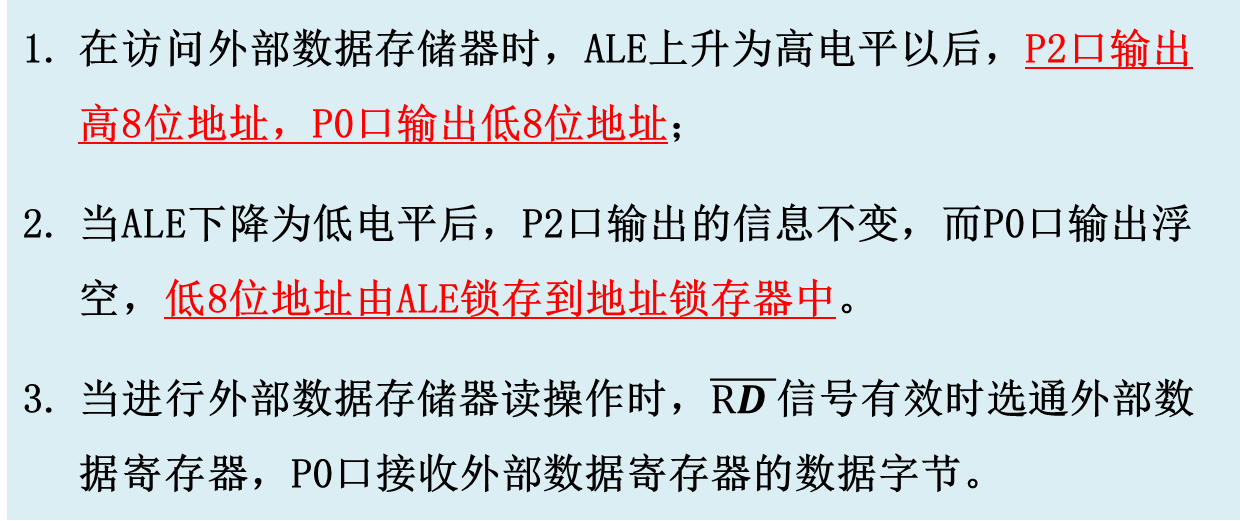 1. 在访问外部数据存储器时，ALE上升为高电平以后，P2口输出
高8位地址，P0口输出低8位地址；
2. 当ALE下降为低电平后，P2口输出的信息不变，而P0口输出浮
空，低8位地址由ALE锁存到地址锁存器中。
3. 当进行外部数据存储器读操作时，R̅D̅信号有效时选通外部数
据寄存器，P0口接收外部数据寄存器的数据字节。